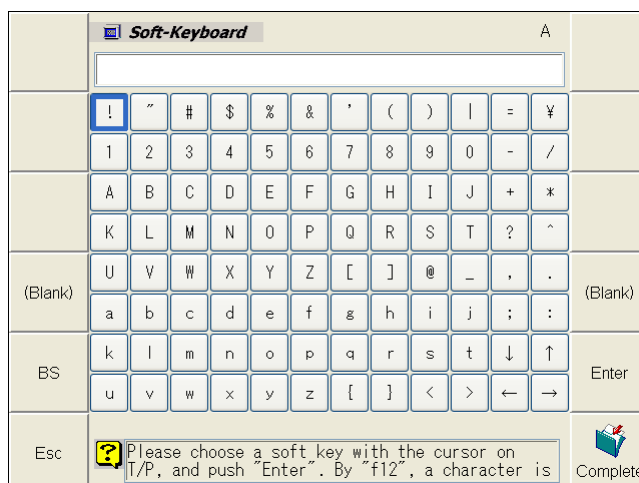 Soft-Keyboard A
! ″ # $ % & ’ ( ) | = ¥
1 2 3 4 5 6 7 8 9 0 - /
A B C D E F G H I J + *
K L M N O P Q R S T ? ^
U V W X Y Z [ ] @ _ , .
(Blank) (Blank)
a b c d e f g h i j ; :
k l m n o p q r s t ↓ ↑
BS Enter
u v w x y z { } < > ← →
Esc
Please choose a soft key with the cursor on
T/P, and push ″Enter″. By ″f12″, a character is
Complete